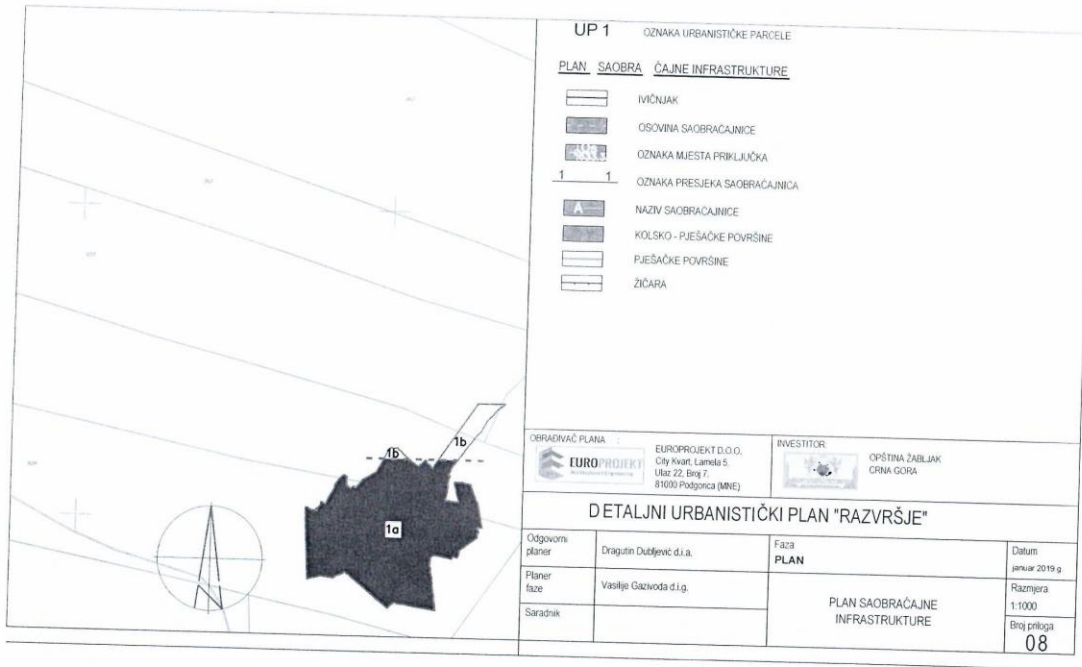 UP 1 OZNAKA URBANISTIČKE PARCELE
PLAN SAOBRA ĆAJNE INFRASTRUKTURE
IVIČNJAK
OSOVINA SAOBRAĆAJNICE
OZNAKA MJESTA PRIKLJUČKA
1 1 OZNAKA PRESJEKA SAOBRAĆAJNICA
A NAZIV SAOBRAĆAJNICE
KOLSKO - PJEŠAČKE POVRŠINE
PJEŠAČKE POVRŠINE
ŽIČARA
1b
1b
1a
OBRAĐIVAČ PLANA :
EUROPROJEKT
EUROPROJEKT D.O.O.
City Kvart, Lamela 5,
Ulaz 22, Broj 7,
81000 Podgorica (MNE)
INVESTITOR:
OPŠTINA ŽABLJAK
CRNA GORA
DETALJNI URBANISTIČKI PLAN "RAZVRŠJE"
Odgovorni
planer
Dragutin Dubljević d.i.a.
Faza
PLAN
Datum
januar 2019 g.
Planer
faze
Vasilije Gazivoda d.i.g.
PLAN SAOBRAĆAJNE
INFRASTRUKTURE
Razmjera
1:1000
Saradnik
Broj priloga
08